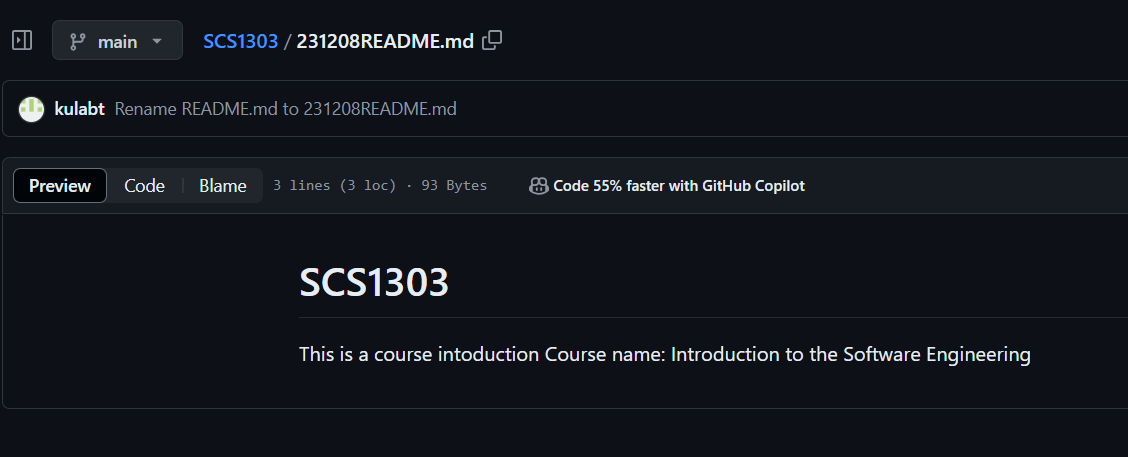 main SCS1303 / 231208README.md
kulabt Rename README.md to 231208README.md
Preview Code Blame 3 lines (3 loc) · 93 Bytes Code 55% faster with GitHub Copilot
SCS1303
This is a course intoduction Course name: Introduction to the Software Engineering